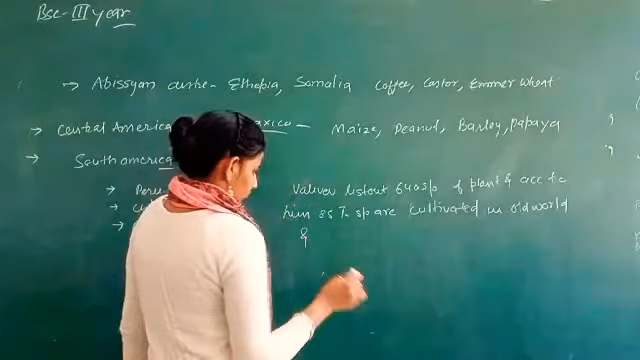 Bsc-III year
→ Abissyan centre- Ethopia, Somalia Coffee, Castor, Emmer wheat
→ Central America axico - Maize, Peanut, Barley, Papaya
→ South america
→ Peru Valivov listout 640 sp of plant & acc to
→ him 85% sp are cultivated in old world
→ &